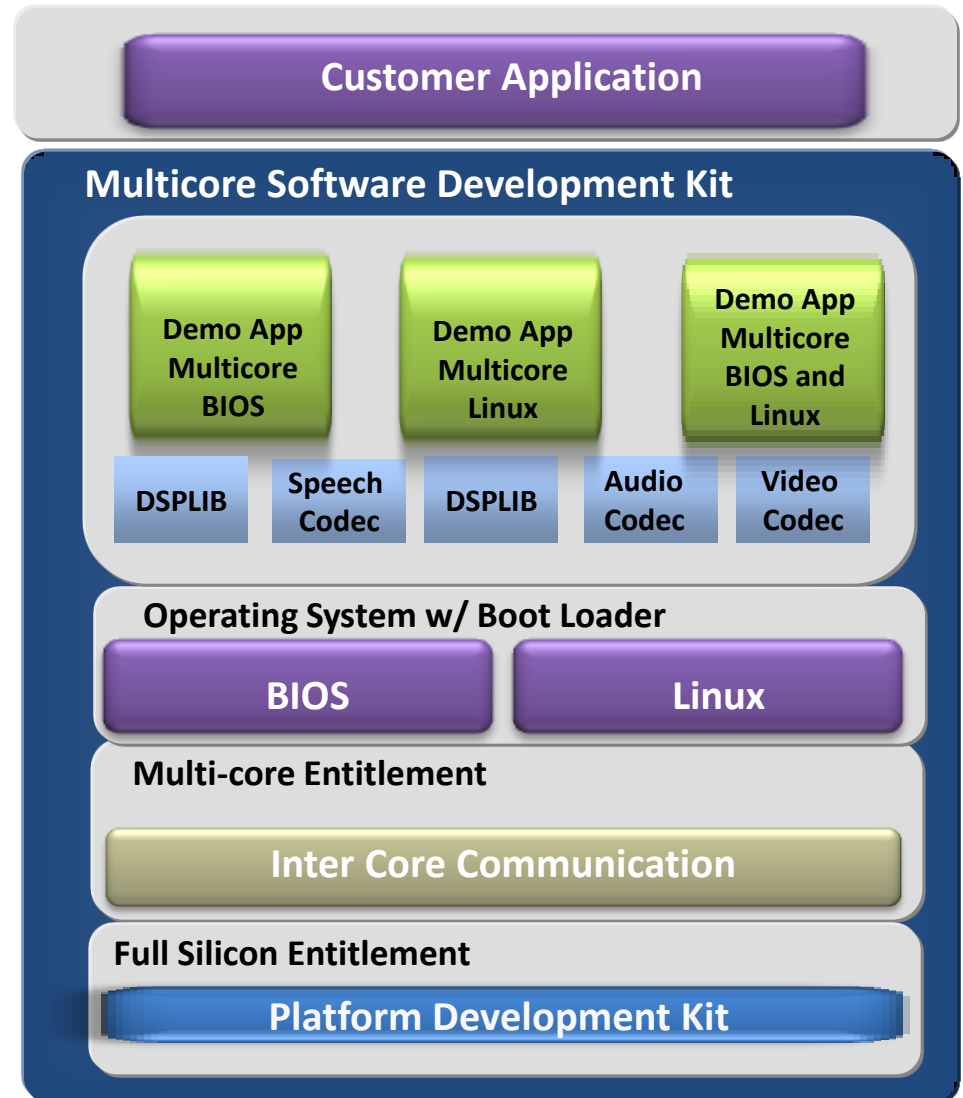 Customer Application
Multicore Software Development Kit
Demo App
Multicore
BIOS
Demo App
Multicore
Linux
Demo App
Multicore
BIOS and
Linux
DSPLIB
Speech
Codec
DSPLIB
Audio
Codec
Video
Codec
Operating System w/ Boot Loader
BIOS
Linux
Multi-core Entitlement
Inter Core Communication
Full Silicon Entitlement
Platform Development Kit